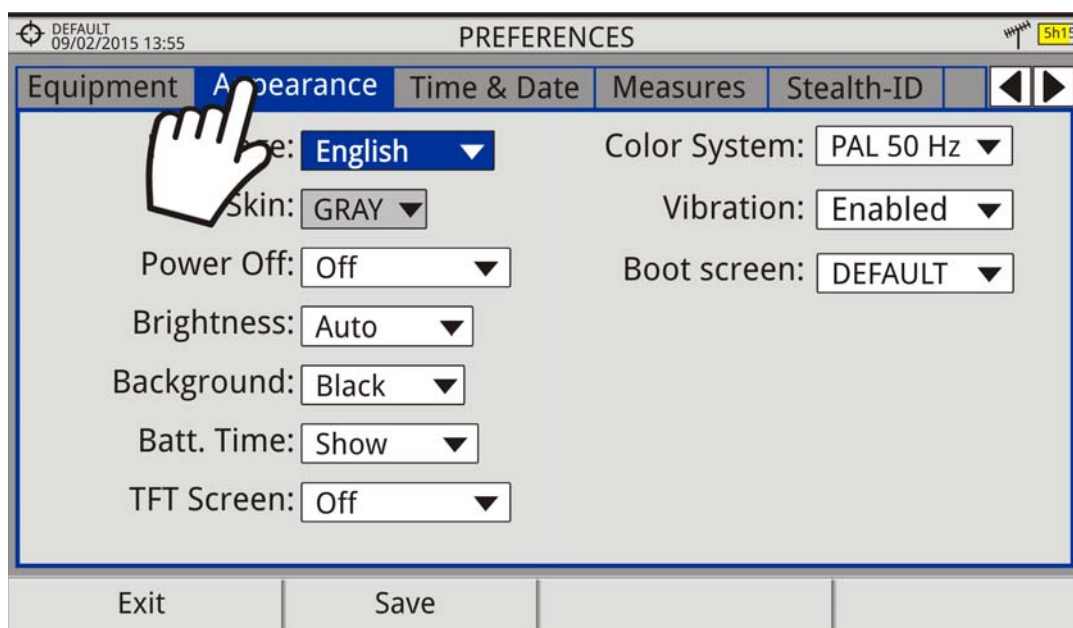 DEFAULT
09/02/2015 13:55
PREFERENCES
5h15
Equipment
Appearance
Time & Date
Measures
Stealth-ID
English
Skin: GRAY
Power Off: Off
Brightness: Auto
Background: Black
Batt. Time: Show
TFT Screen: Off
Color System: PAL 50 Hz
Vibration: Enabled
Boot screen: DEFAULT
Exit
Save